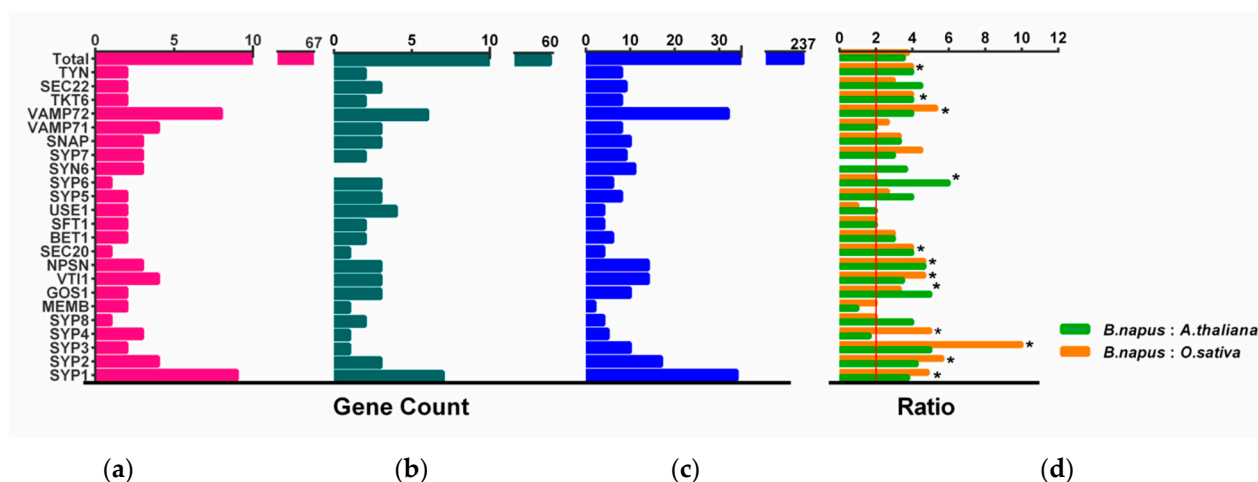 0 5 10 67
0 5 10 60
0 10 20 30 237
0 2 4 6 8 10 12
Total
TYN
SEC22
TKT6
VAMP72
VAMP71
SNAP
SYP7
SYN6
SYP6
SYP5
USE1
SFT1
BET1
SEC20
NPSN
VTI1
GOS1
MEMB
SYP8
SYP4
SYP3
SYP2
SYP1
*
*
*
*
*
*
*
*
*
*
*
*
B.napus : A.thaliana
B.napus : O.sativa
Gene Count
Ratio
(a) (b) (c) (d)